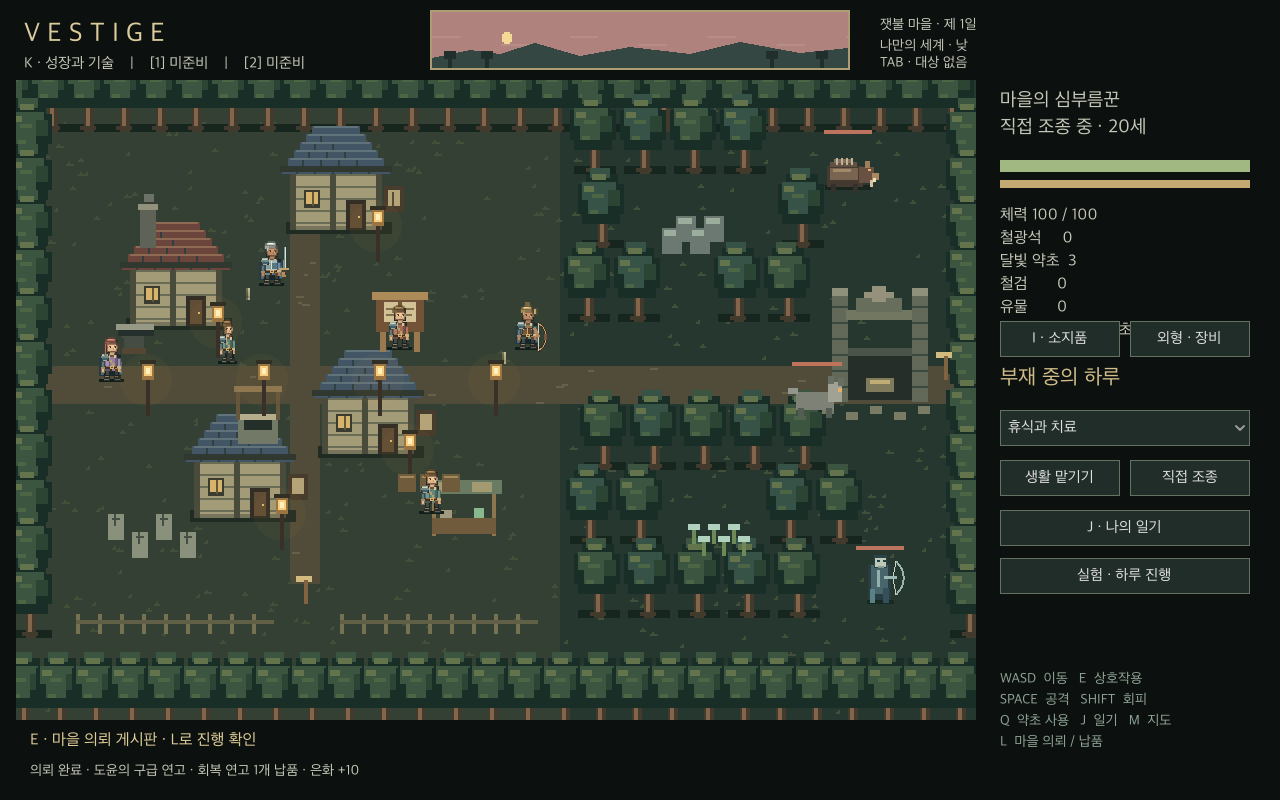 VESTIGE
K · 성장과 기술 | [1] 미준비 | [2] 미준비
잿불 마을 · 제 1일
나만의 세계 · 낮
TAB · 대상 없음
마을의 심부름꾼
직접 조종 중 · 20세
체력 100 / 100
철광석 0
달빛 약초 3
철검 0
유물 0
초
I · 소지품
외형 · 장비
부재 중의 하루
휴식과 치료
생활 맡기기
직접 조종
J · 나의 일기
실험 · 하루 진행
WASD 이동 E 상호작용
SPACE 공격 SHIFT 회피
Q 약초 사용 J 일기 M 지도
L 마을 의뢰 / 납품
E · 마을 의뢰 게시판 · L로 진행 확인
의뢰 완료 · 도윤의 구급 연고 · 회복 연고 1개 납품 · 은화 +10